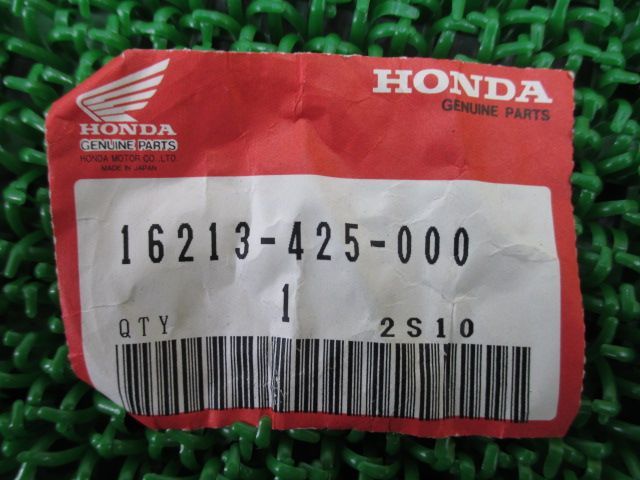 HONDA
GENUINE PARTS
HONDA MOTOR CO., LTD.
MADE IN JAPAN
HONDA
GENUINE PARTS
16213-425-000
1
QTY 2S10